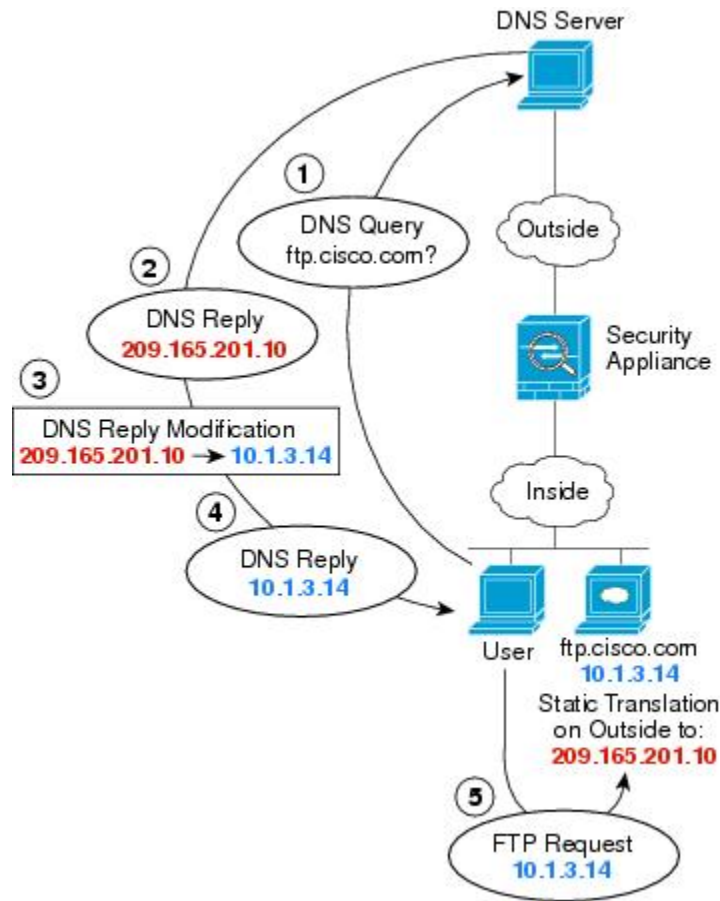 DNS Server
1
DNS Query
ftp.cisco.com?
Outside
2
DNS Reply
209.165.201.10
Security
Appliance
3
DNS Reply Modification
209.165.201.10 → 10.1.3.14
Inside
4
DNS Reply
10.1.3.14
User
ftp.cisco.com
10.1.3.14
Static Translation
on Outside to:
209.165.201.10
5
FTP Request
10.1.3.14